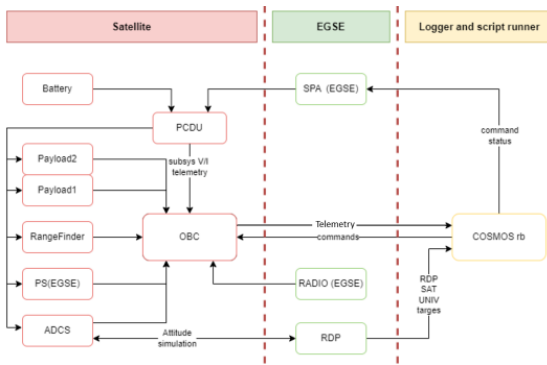 Satellite
EGSE
Logger and script runner
Battery
SPA (EGSE)
PCDU
command
status
Payload2
subsys V/I
telemetry
Payload1
RangeFinder
OBC
Telemetry
commands
COSMOS rb
PS(EGSE)
RADIO (EGSE)
RDP
SAT
UNIV
targes
ADCS
Attitude
simulation
RDP